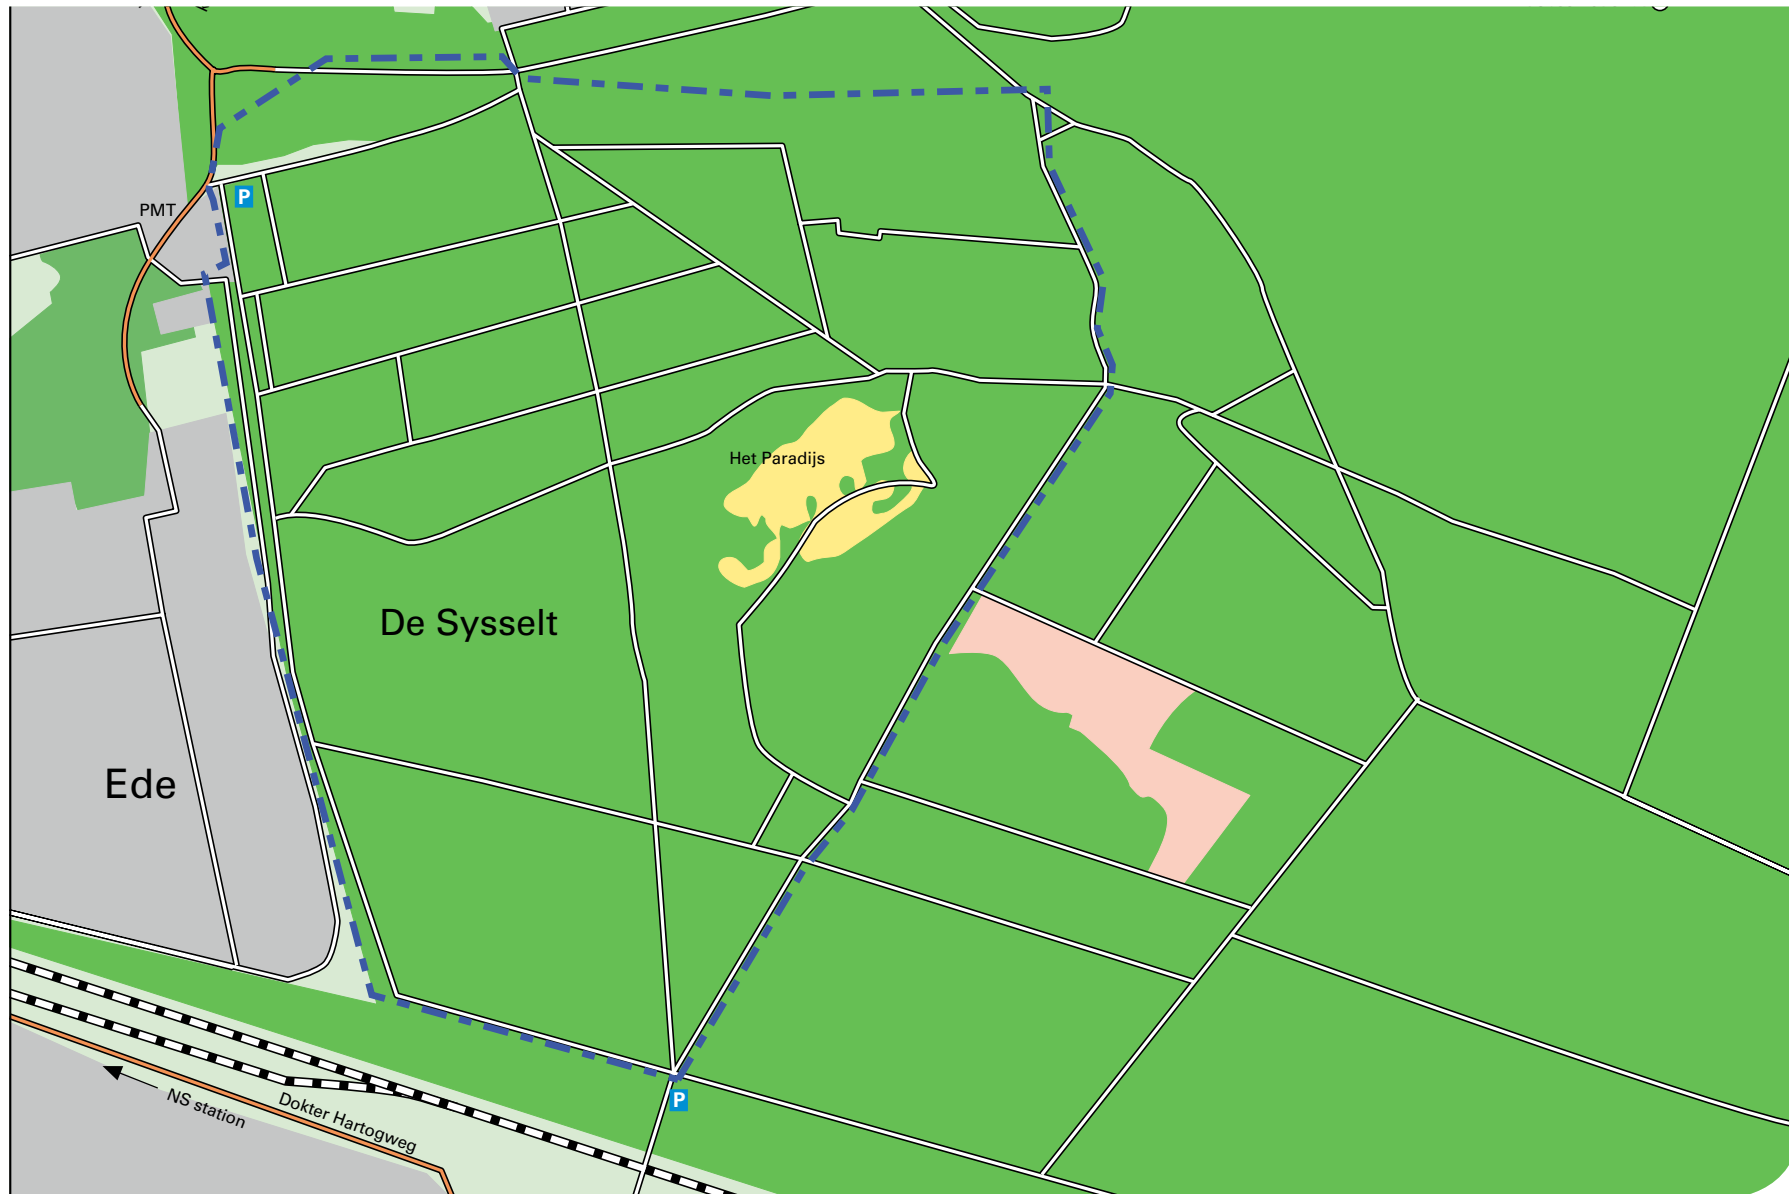 P
PMT
Het Paradijs
De Sysselt
Ede
P
NS station
Dokter Hartogweg